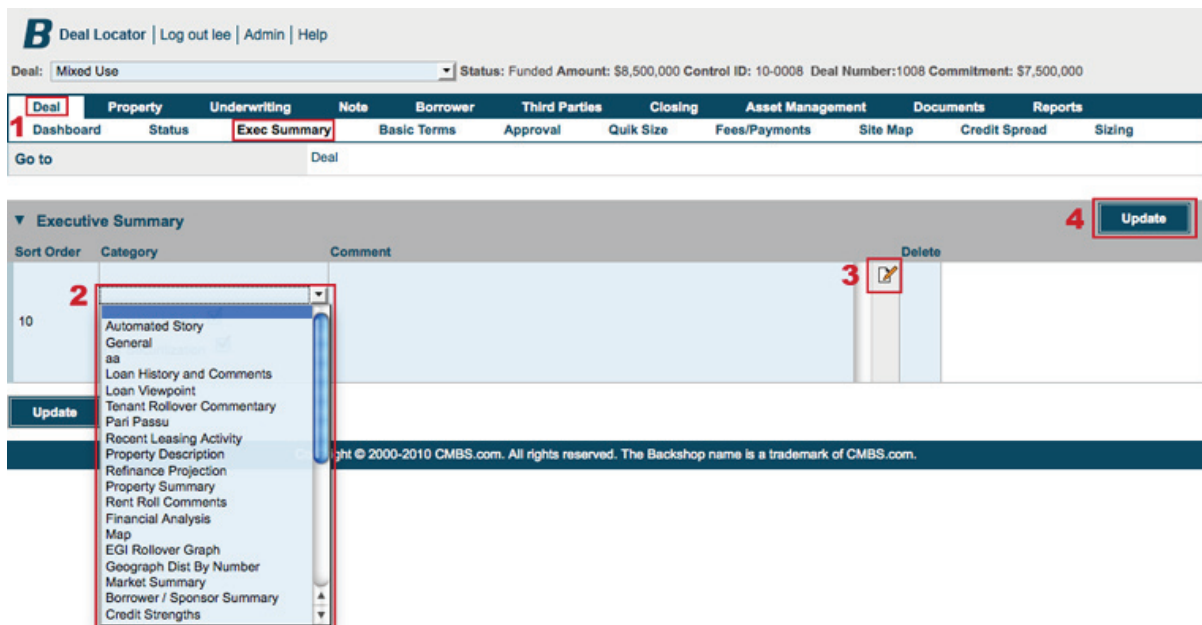 B Deal Locator | Log out lee | Admin | Help
Deal: Mixed Use Status: Funded Amount: $8,500,000 Control ID: 10-0008 Deal Number:1008 Commitment: $7,500,000
Deal Property Underwriting Note Borrower Third Parties Closing Asset Management Documents Reports
1 Dashboard Status Exec Summary Basic Terms Approval Quik Size Fees/Payments Site Map Credit Spread Sizing
Go to Deal
▼ Executive Summary 4 Update
Sort Order Category Comment Delete
2 3
10
Automated Story
General
aa
Loan History and Comments
Loan Viewpoint
Tenant Rollover Commentary
Pari Passu
Recent Leasing Activity
Property Description
Refinance Projection
Property Summary
Rent Roll Comments
Financial Analysis
Map
EGI Rollover Graph
Geograph Dist By Number
Market Summary
Borrower / Sponsor Summary
Credit Strengths
Update
© 2000-2010 CMBS.com. All rights reserved. The Backshop name is a trademark of CMBS.com.